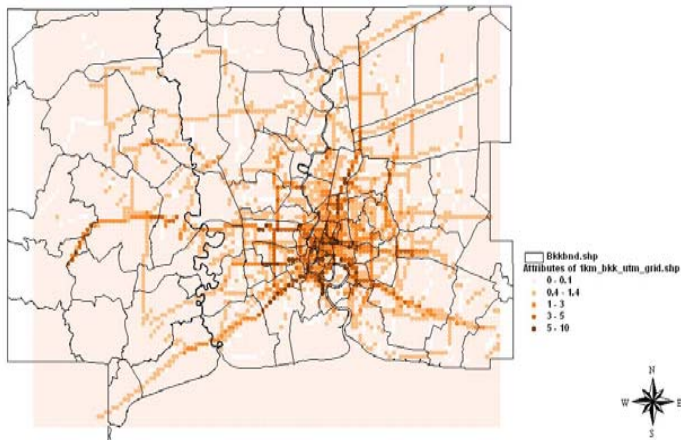 Bkkbnd.shp
Attributes of 1km_bkk_utm_grid.shp
0 - 0.1
0.4 - 1.4
1 - 3
3 - 5
5 - 10
N
W E
S